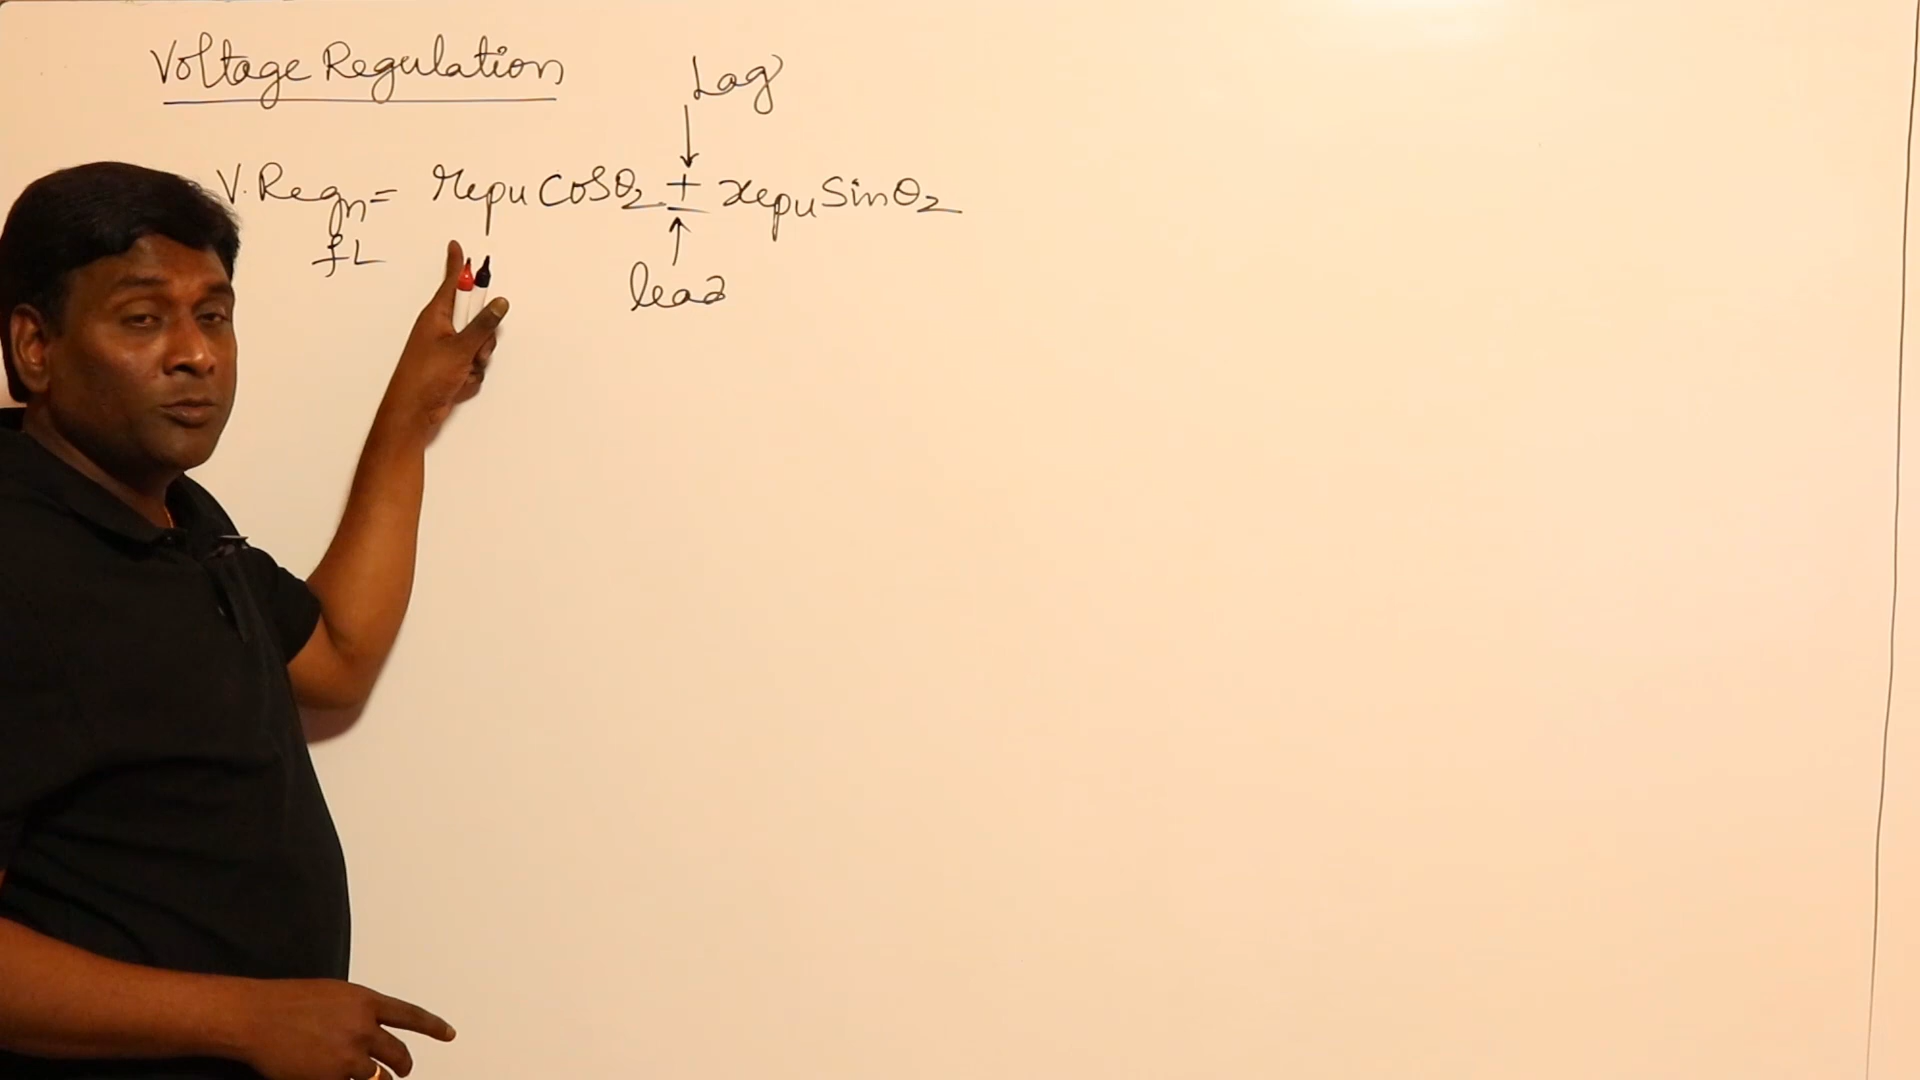 Voltage Regulation
Lag
V. Regn = repu Cosθ2 ± xepu Sinθ2
fL
lead